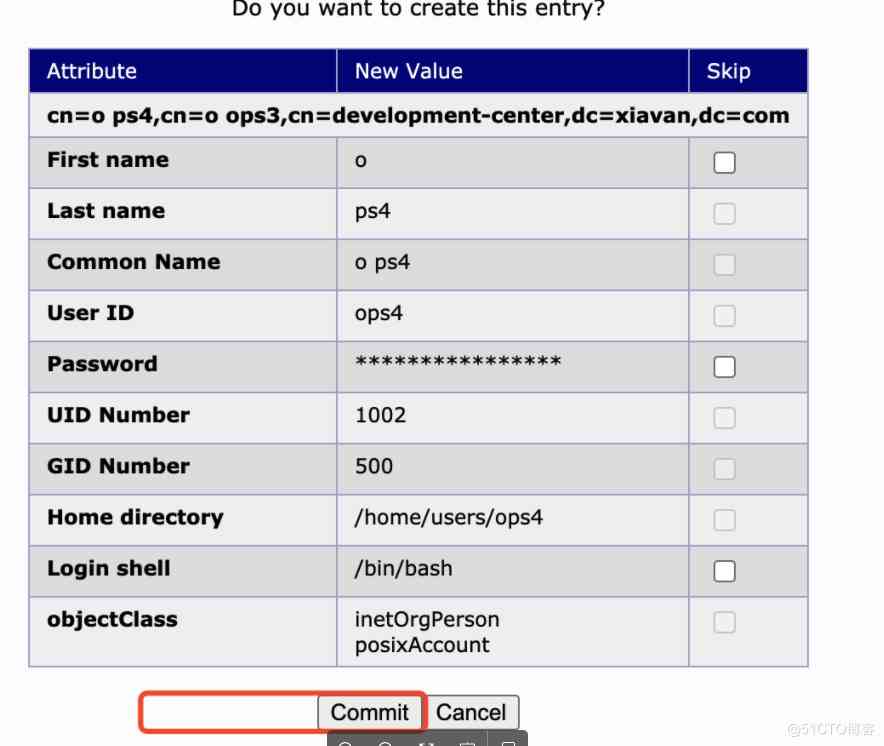 Do you want to create this entry?
Attribute New Value Skip
cn=o ps4,cn=o ops3,cn=development-center,dc=xiavan,dc=com
First name o
Last name ps4
Common Name o ps4
User ID ops4
Password ****************
UID Number 1002
GID Number 500
Home directory /home/users/ops4
Login shell /bin/bash
objectClass inetOrgPerson
posixAccount
Commit Cancel
@51CTO博客